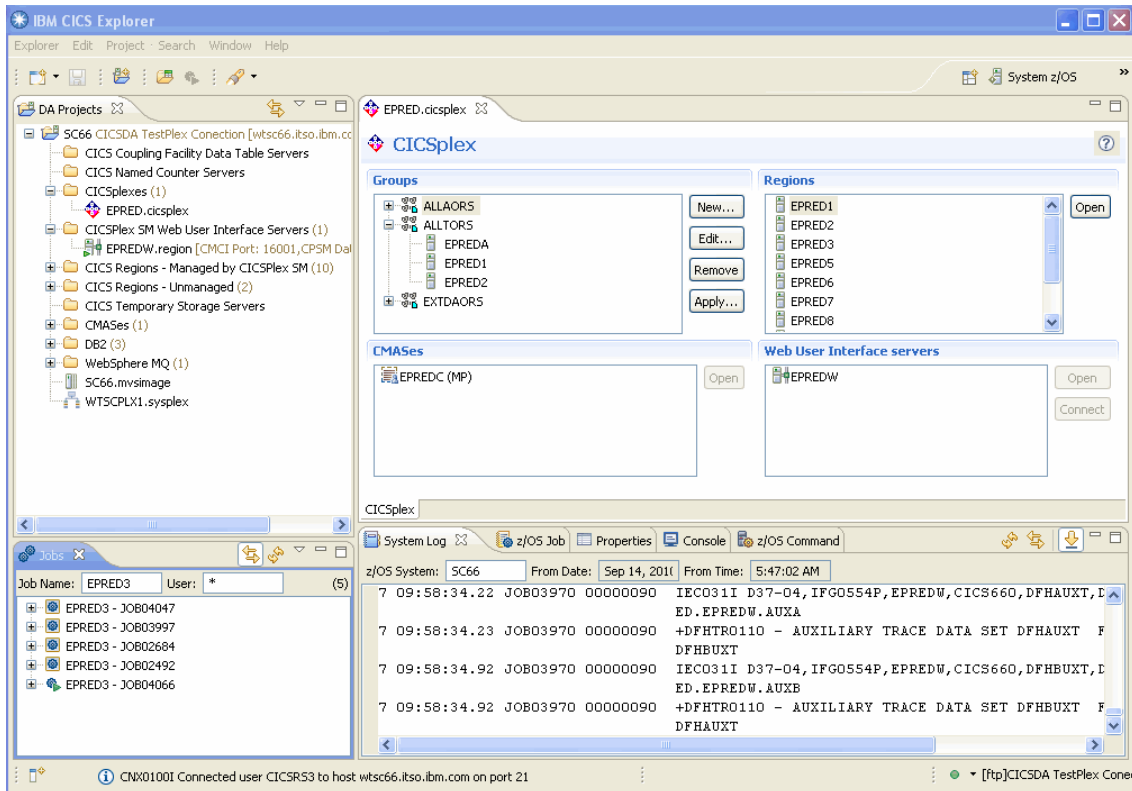 IBM CICS Explorer
Explorer Edit Project Search Window Help
System z/OS
DA Projects
SC66 CICSDA TestPlex Conection [wtsc66.itso.ibm.cc
CICS Coupling Facility Data Table Servers
CICS Named Counter Servers
CICSplexes (1)
EPRED.cicsplex
CICSPlex SM Web User Interface Servers (1)
EPREDW.region [CMCI Port: 16001,CPSM Dal
CICS Regions - Managed by CICSPlex SM (10)
CICS Regions - Unmanaged (2)
CICS Temporary Storage Servers
CMASes (1)
DB2 (3)
WebSphere MQ (1)
SC66.mvsimage
WTSCPLX1.sysplex
EPRED.cicsplex
CICSplex
Groups
ALLAORS
ALLTORS
EPREDA
EPRED1
EPRED2
EXTDAORS
New...
Edit...
Remove
Apply...
Regions
EPRED1
EPRED2
EPRED3
EPRED5
EPRED6
EPRED7
EPRED8
Open
CMASes
EPREDC (MP)
Open
Web User Interface servers
EPREDW
Open
Connect
CICSplex
Jobs
Job Name: EPRED3 User: * (5)
EPRED3 - JOB04047
EPRED3 - JOB03997
EPRED3 - JOB02684
EPRED3 - JOB02492
EPRED3 - JOB04066
System Log z/OS Job Properties Console z/OS Command
z/OS System: SC66 From Date: Sep 14, 201( From Time: 5:47:02 AM
7 09:58:34.22 JOB03970 00000090 IEC031I D37-04,IFG0554P,EPREDW,CICS660,DFHAUXT,D
ED.EPREDW.AUXA
7 09:58:34.23 JOB03970 00000090 +DFHTR0110 - AUXILIARY TRACE DATA SET DFHAUXT F
DFHBUXT
7 09:58:34.92 JOB03970 00000090 IEC031I D37-04,IFG0554P,EPREDW,CICS660,DFHBUXT,D
ED.EPREDW.AUXB
7 09:58:34.92 JOB03970 00000090 +DFHTR0110 - AUXILIARY TRACE DATA SET DFHBUXT F
DFHAUXT
CNX0100I Connected user CICSRS3 to host wtsc66.itso.ibm.com on port 21
[ftp]CICSDA TestPlex Cone